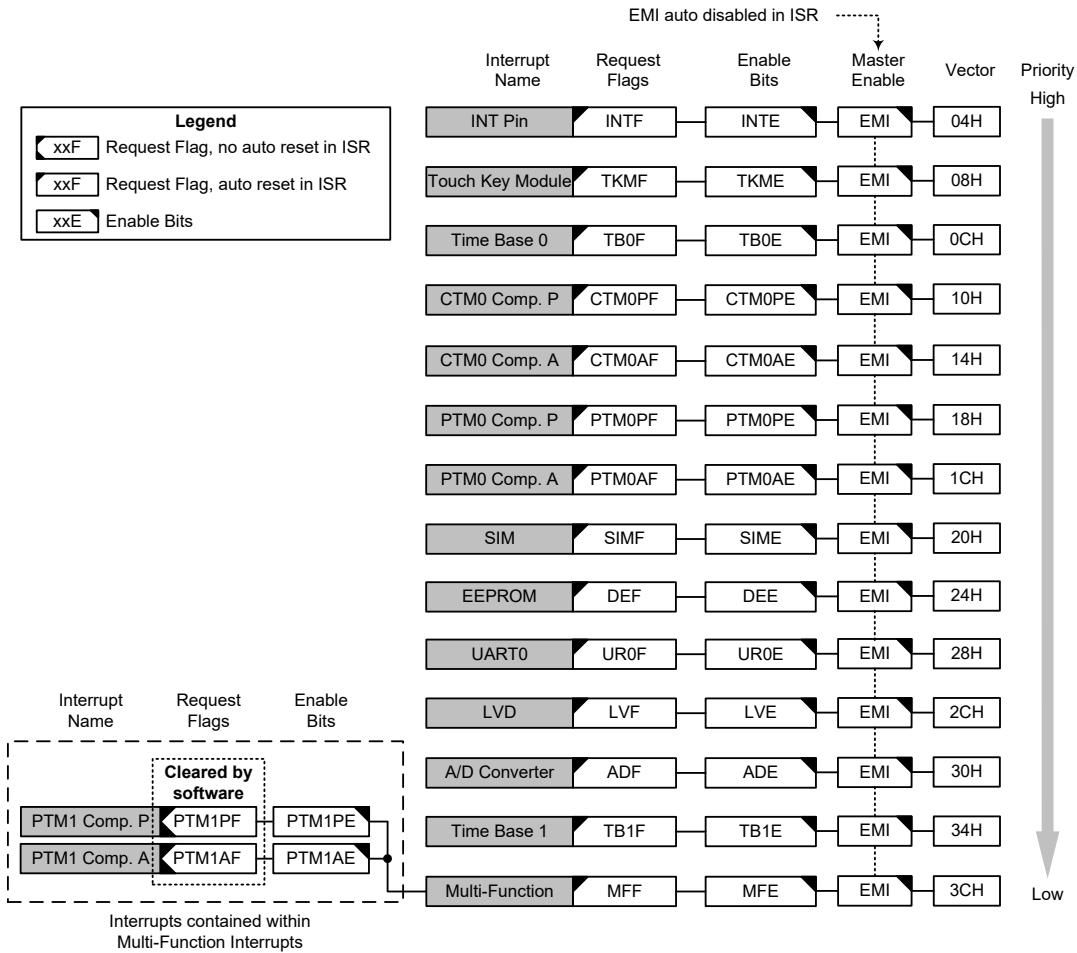 EMI auto disabled in ISR
Interrupt Name Request Flags Enable Bits Master Enable Vector Priority
High
Legend
xxF Request Flag, no auto reset in ISR
xxF Request Flag, auto reset in ISR
xxE Enable Bits
INT Pin INTF INTE EMI 04H
Touch Key Module TKMF TKME EMI 08H
Time Base 0 TB0F TB0E EMI 0CH
CTM0 Comp. P CTM0PF CTM0PE EMI 10H
CTM0 Comp. A CTM0AF CTM0AE EMI 14H
PTM0 Comp. P PTM0PF PTM0PE EMI 18H
PTM0 Comp. A PTM0AF PTM0AE EMI 1CH
SIM SIMF SIME EMI 20H
EEPROM DEF DEE EMI 24H
UART0 UR0F UR0E EMI 28H
LVD LVF LVE EMI 2CH
A/D Converter ADF ADE EMI 30H
Time Base 1 TB1F TB1E EMI 34H
Multi-Function MFF MFE EMI 3CH
Low
Interrupt Name Request Flags Enable Bits
Cleared by
software
PTM1 Comp. P PTM1PF PTM1PE
PTM1 Comp. A PTM1AF PTM1AE
Interrupts contained within
Multi-Function Interrupts